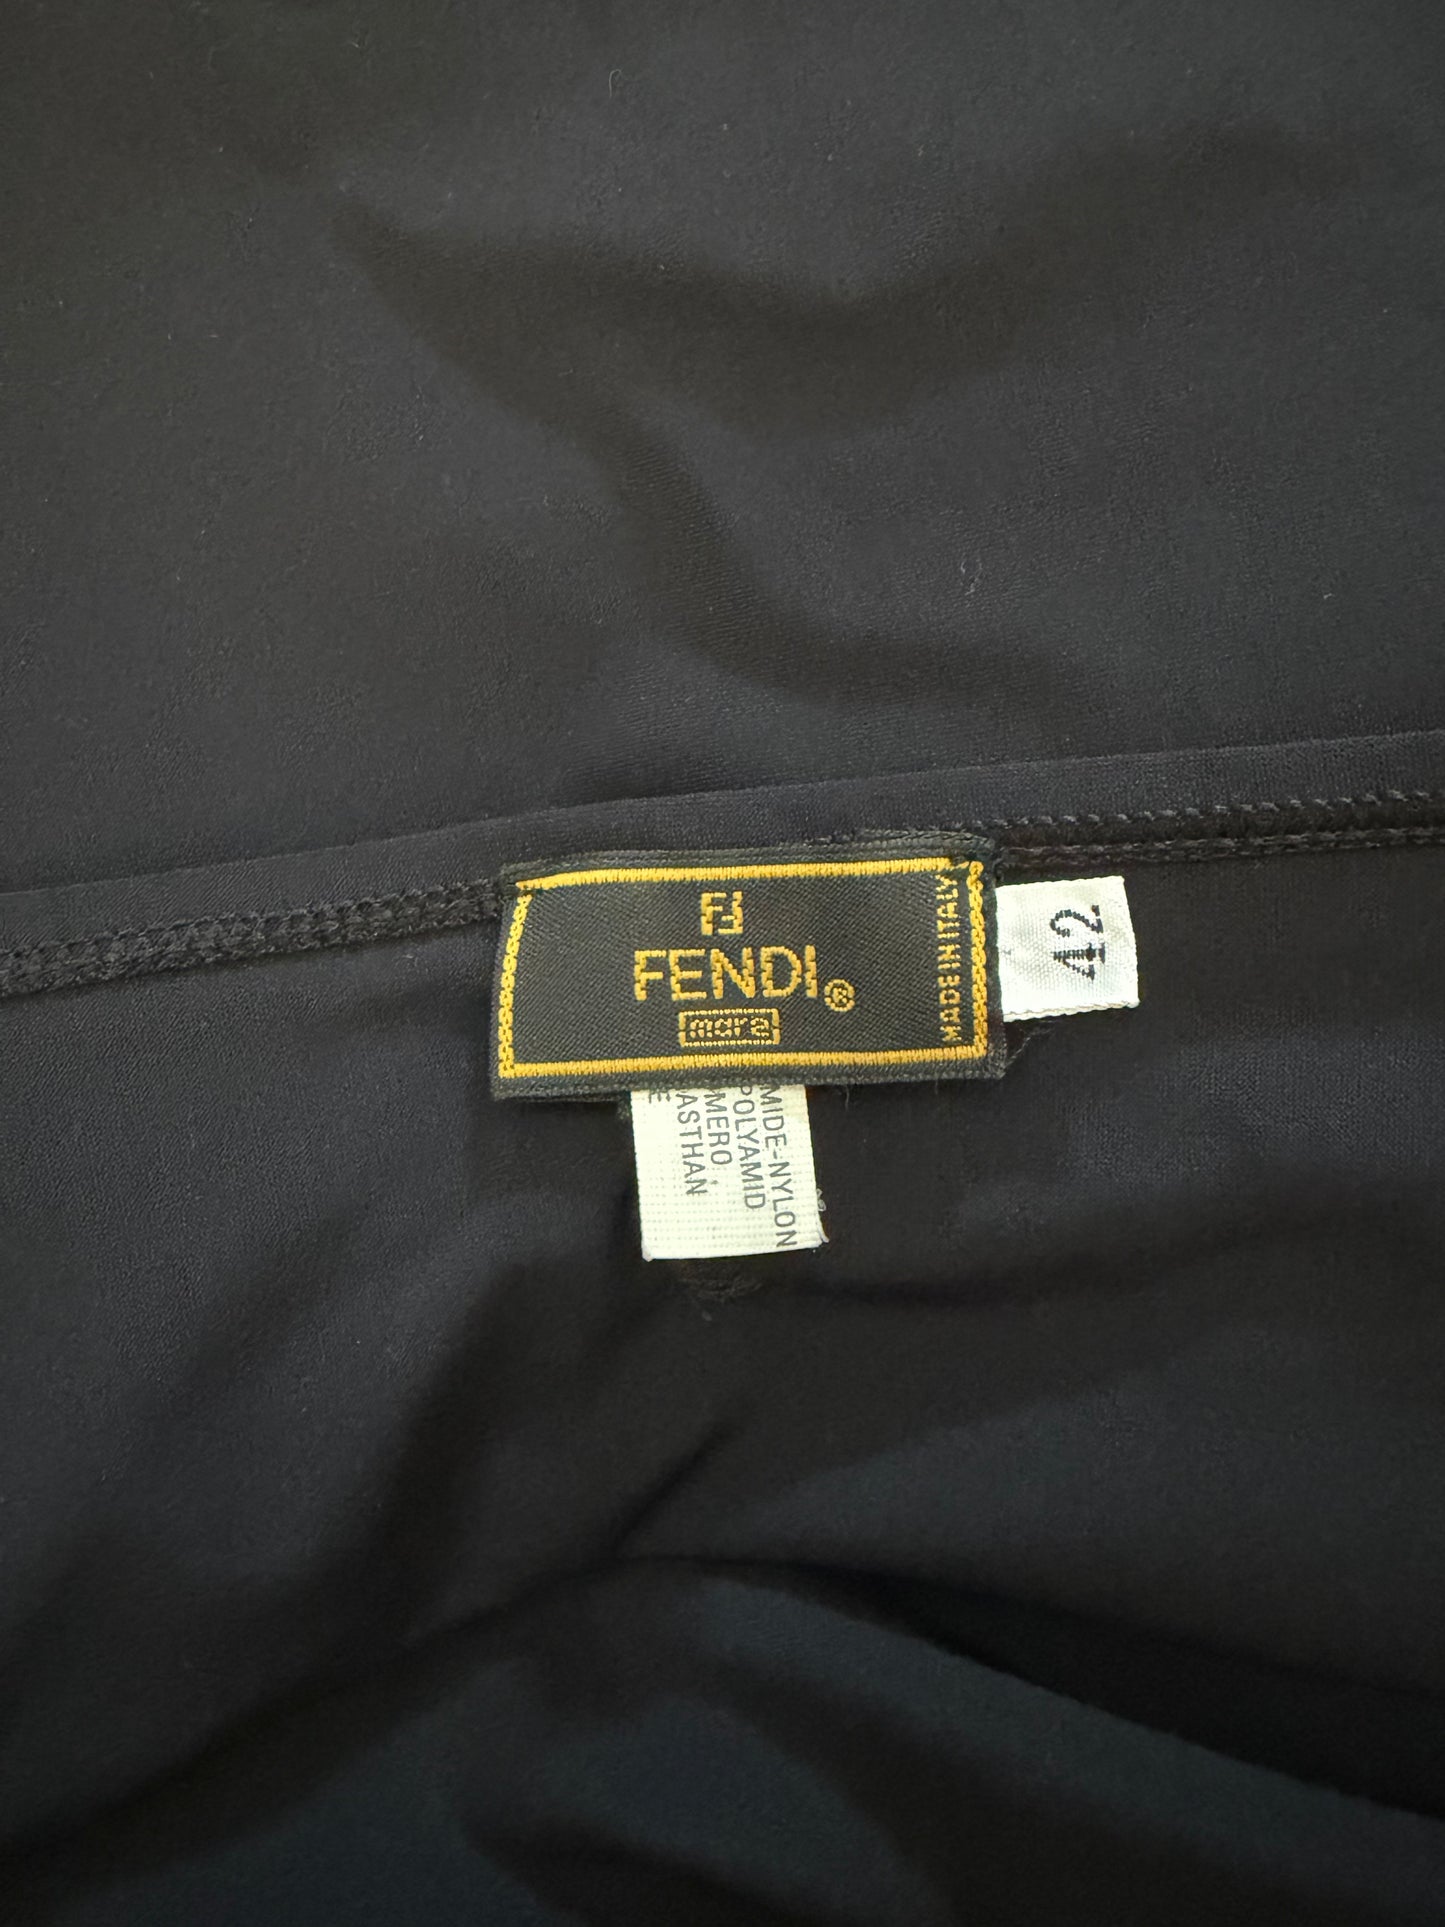 FF
FENDI®
mare
MADE IN ITALY
42
MIDE-NYLON
POLYAMID
MERO
ASTHAN
E